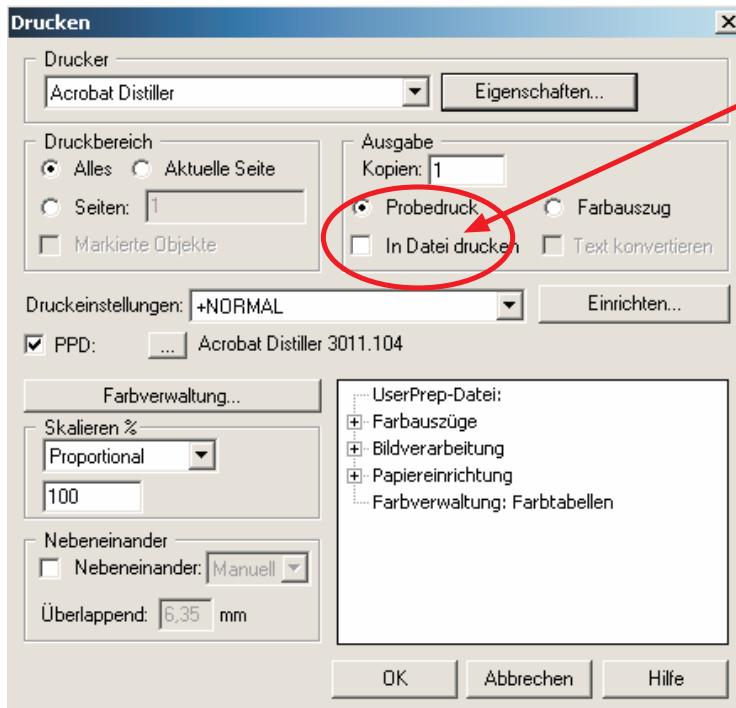 Drucken
Drucker
Acrobat Distiller
Eigenschaften...
Druckbereich
Alles
Aktuelle Seite
Seiten: 1
Markierte Objekte
Ausgabe
Kopien: 1
Probedruck
Farbauszug
In Datei drucken
Text konvertieren
Druckeinstellungen: +NORMAL
Einrichten...
PPD: ... Acrobat Distiller 3011.104
Farbverwaltung...
Skalieren %
Proportional
100
Nebeneinander
Nebeneinander: Manuell
Überlappend: 6,35 mm
UserPrep-Datei:
Farbauszüge
Bildverarbeitung
Papiereinrichtung
Farbverwaltung: Farbtabellen
OK
Abbrechen
Hilfe